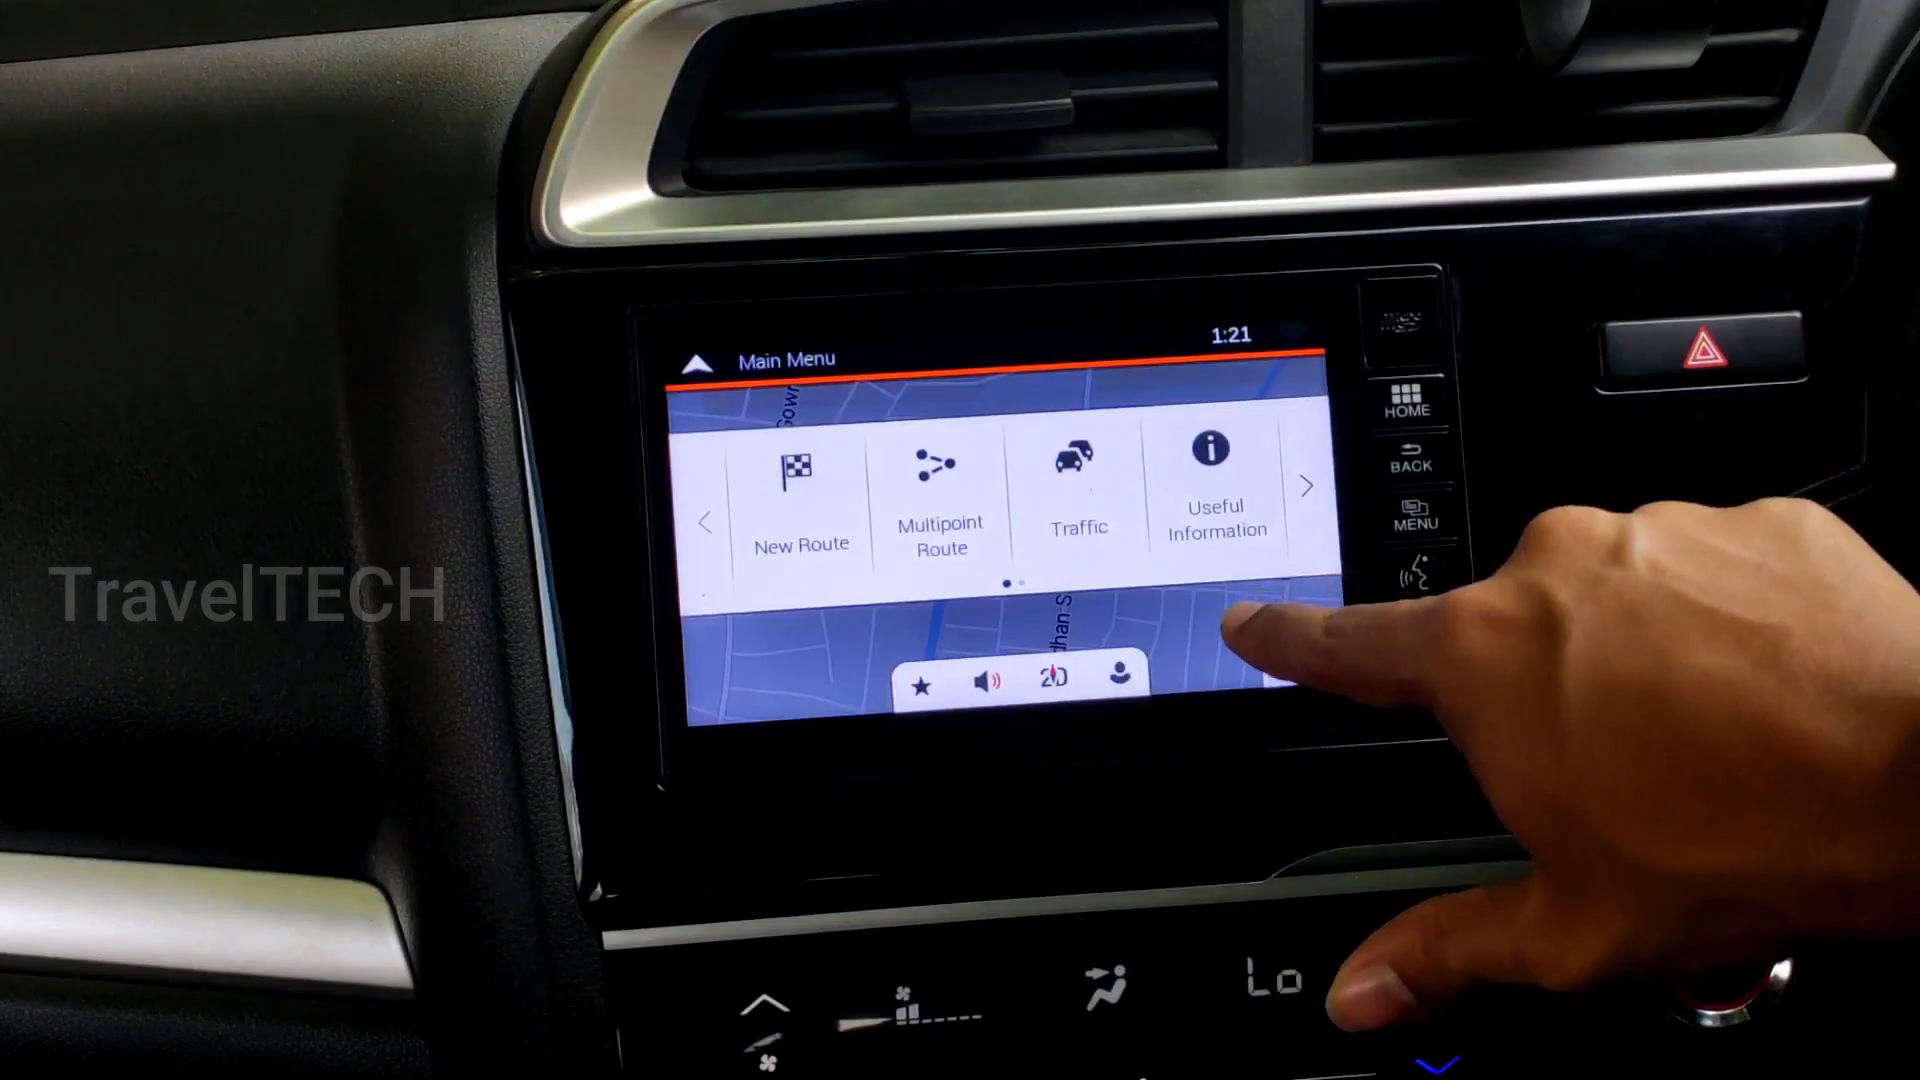 1:21
Main Menu
HOME
BACK
MENU
New Route
Multipoint
Route
Traffic
Useful
Information
2D
TravelTECH
Lo